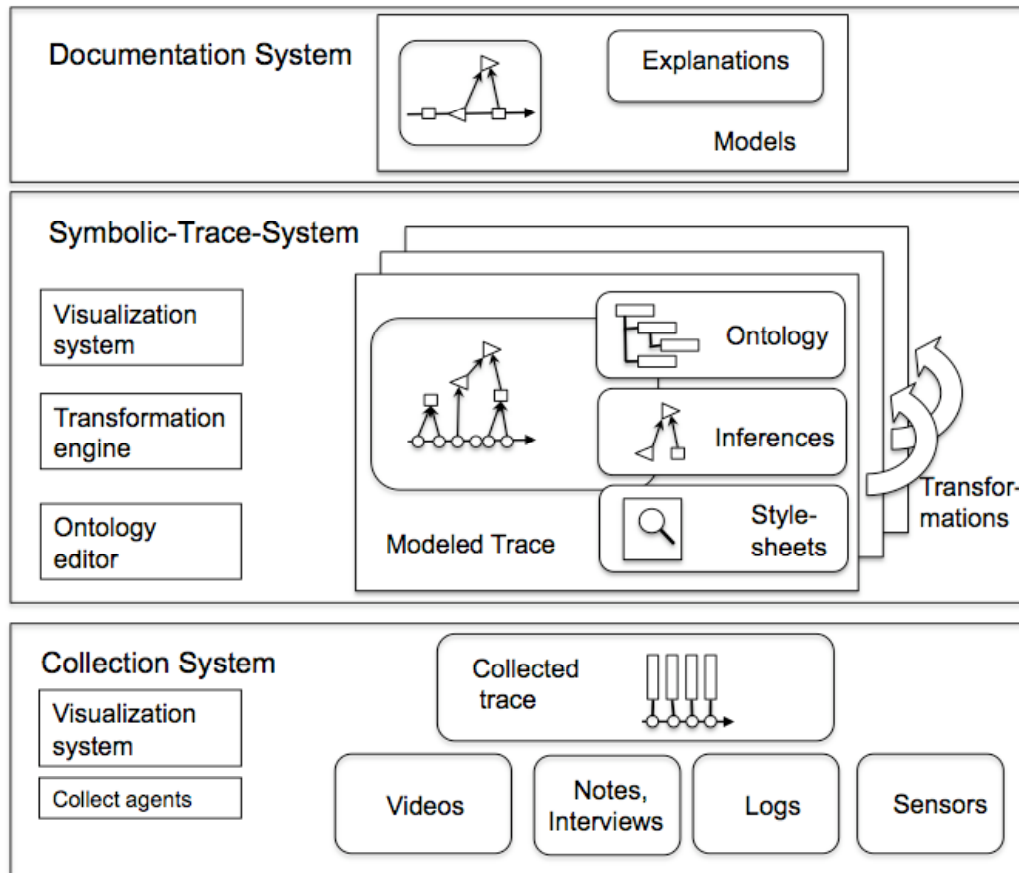 Documentation System
Explanations
Models
Symbolic-Trace-System
Visualization
system
Transformation
engine
Ontology
editor
Ontology
Inferences
Style-
sheets
Modeled Trace
Transfor-
mations
Collection System
Visualization
system
Collect agents
Collected
trace
Videos
Notes,
Interviews
Logs
Sensors